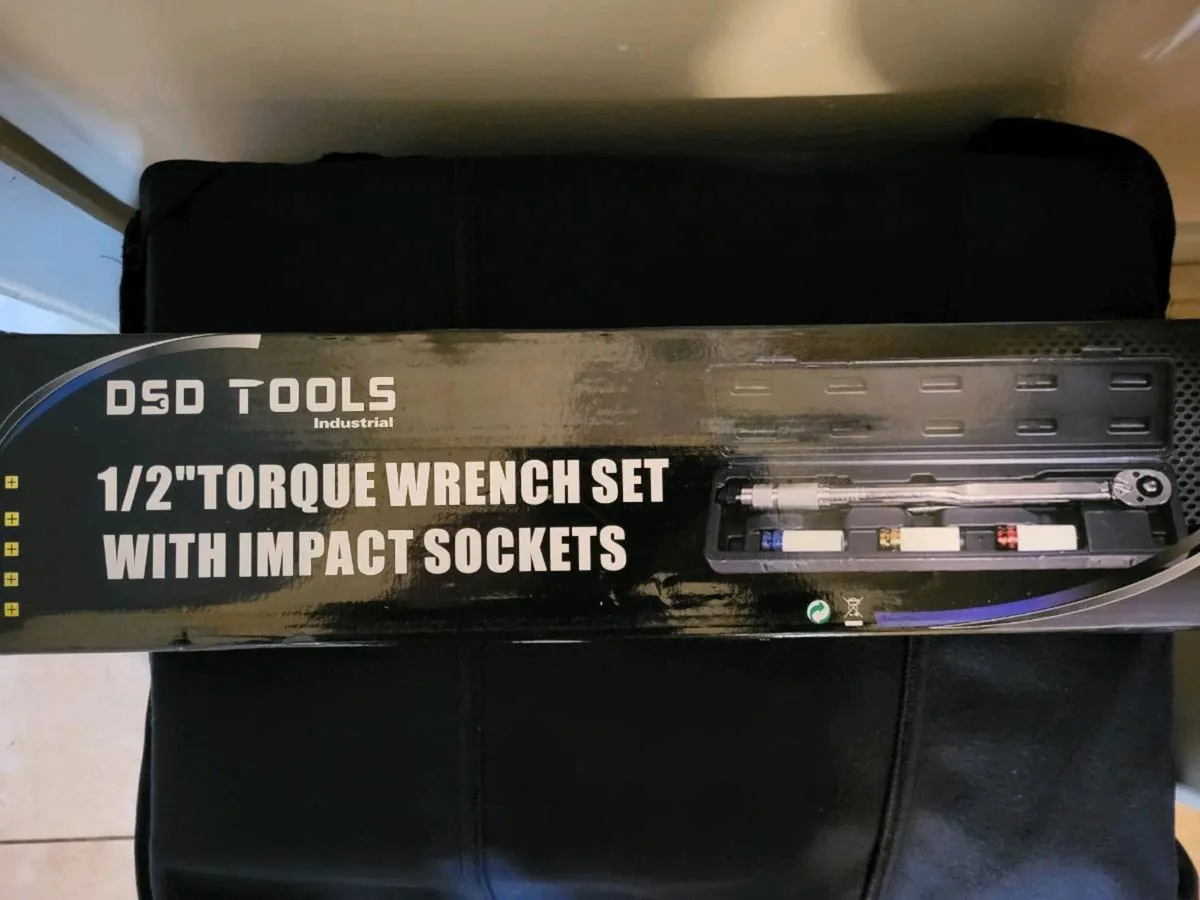 DSD TOOLS
Industrial
1/2"TORQUE WRENCH SET
WITH IMPACT SOCKETS